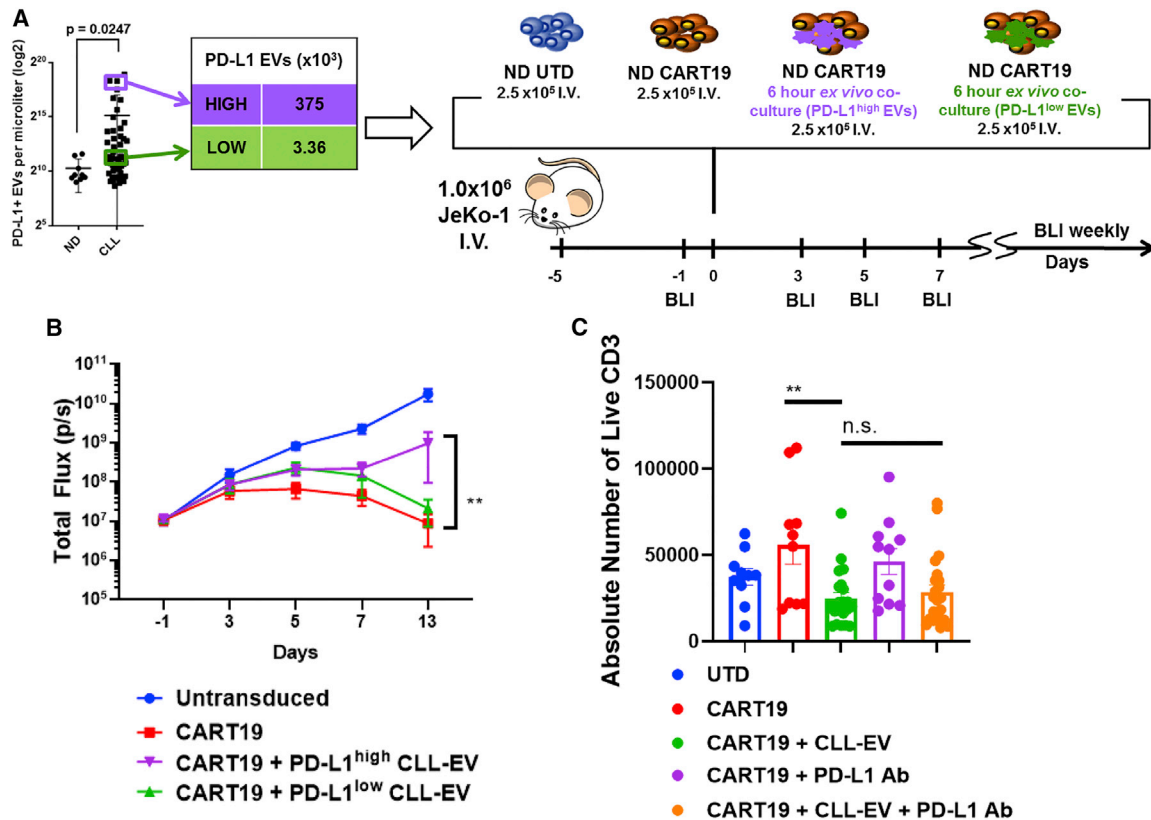 A
p = 0.0247
PD-L1+ EVs per microliter (log2)
2²⁰
2¹⁵
2¹⁰
2⁵
ND
CLL
PD-L1 EVs (x10³)
HIGH 375
LOW 3.36
ND UTD
2.5 x10⁵ I.V.
ND CART19
2.5 x10⁵ I.V.
ND CART19
6 hour ex vivo co-
culture (PD-L1ʰⁱᵍʰ EVs)
2.5 x10⁵ I.V.
ND CART19
6 hour ex vivo co-
culture (PD-L1ˡᵒʷ EVs)
2.5 x10⁵ I.V.
1.0x10⁶
JeKo-1
I.V.
BLI weekly
Days
-5 -1 0 3 5 7
BLI BLI BLI BLI
B
Total Flux (p/s)
10¹¹
10¹⁰
10⁹
10⁸
10⁷
10⁶
10⁵
**
-1 3 5 7 13
Days
Untransduced
CART19
CART19 + PD-L1ʰⁱᵍʰ CLL-EV
CART19 + PD-L1ˡᵒʷ CLL-EV
C
Absolute Number of Live CD3
150000
100000
50000
0
**
n.s.
UTD
CART19
CART19 + CLL-EV
CART19 + PD-L1 Ab
CART19 + CLL-EV + PD-L1 Ab